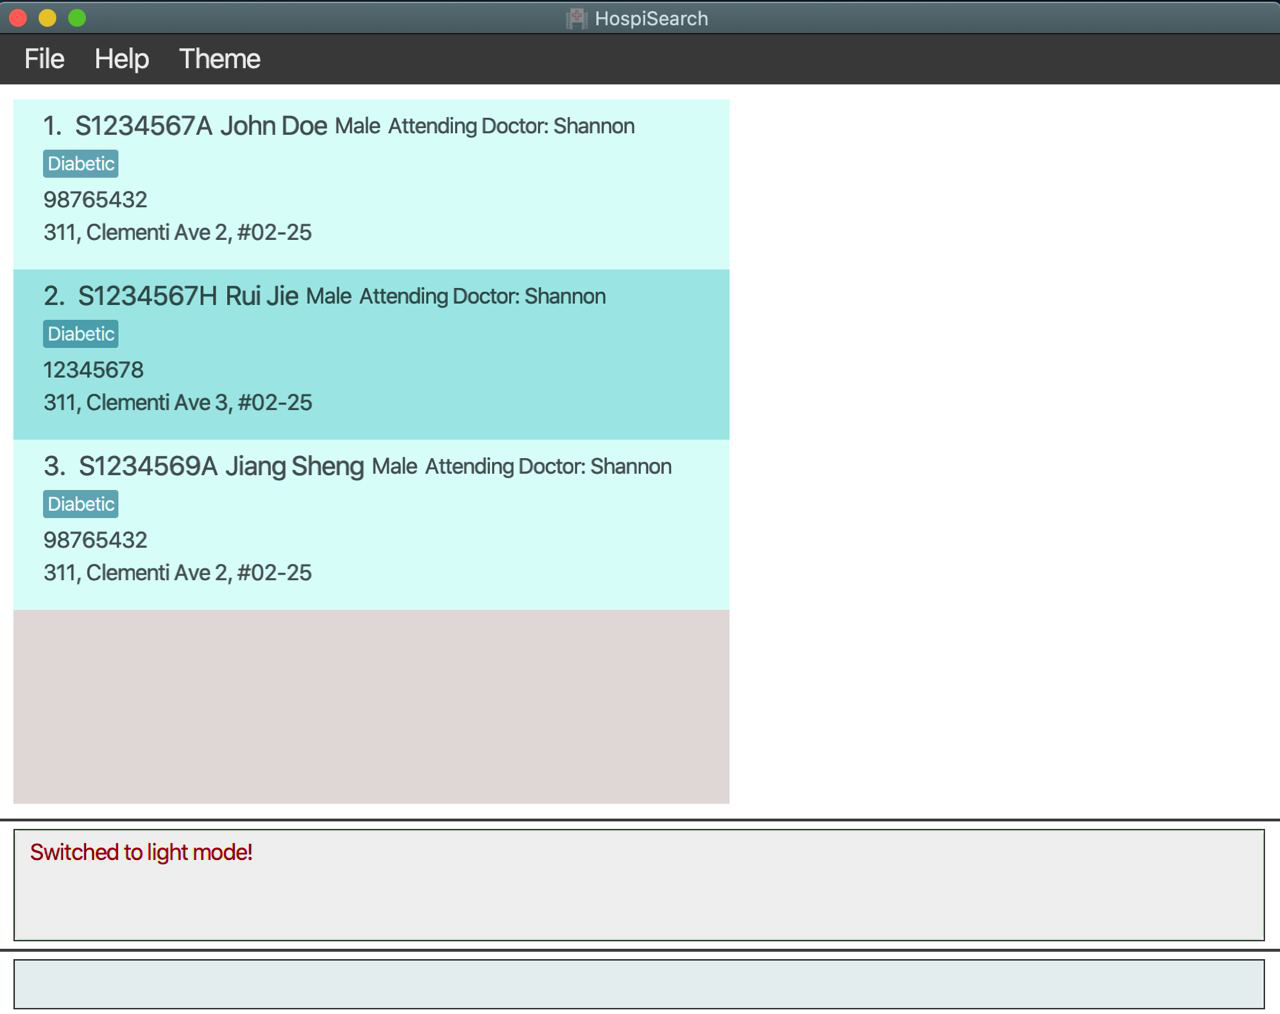 HospiSearch
File Help Theme
1. S1234567A John Doe Male Attending Doctor: Shannon
Diabetic
98765432
311, Clementi Ave 2, #02-25
2. S1234567H Rui Jie Male Attending Doctor: Shannon
Diabetic
12345678
311, Clementi Ave 3, #02-25
3. S1234569A Jiang Sheng Male Attending Doctor: Shannon
Diabetic
98765432
311, Clementi Ave 2, #02-25
Switched to light mode!